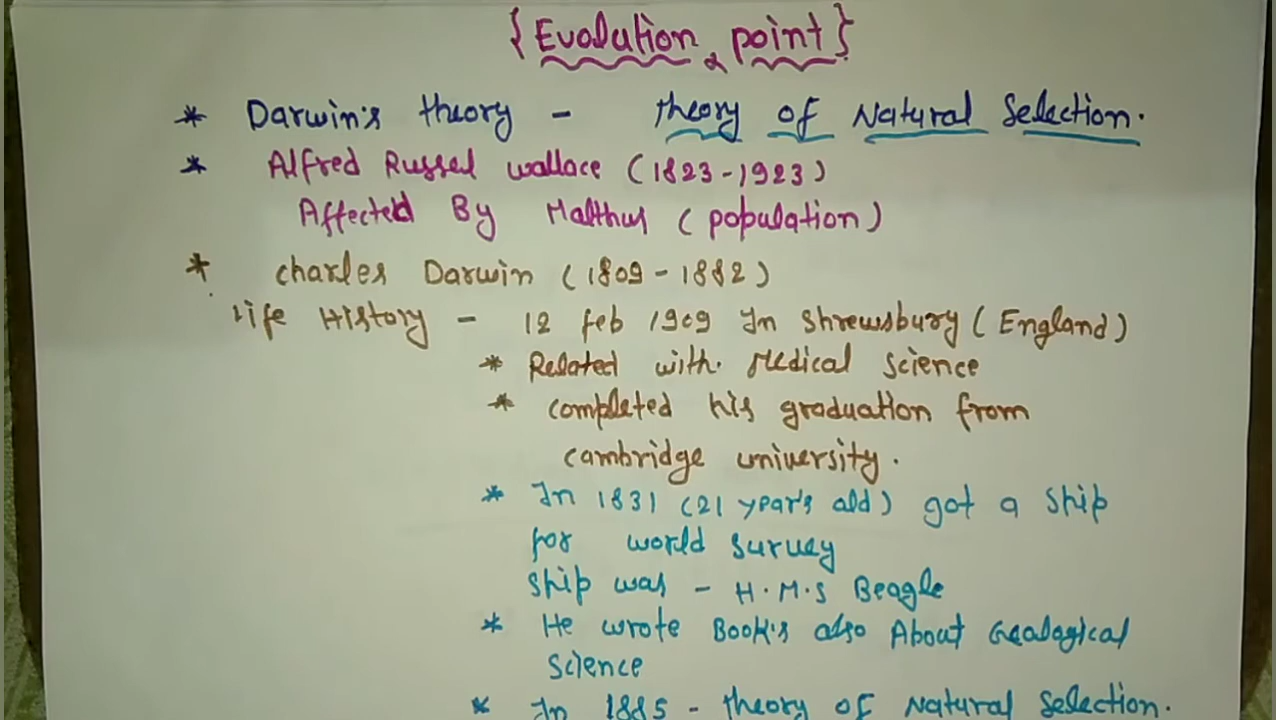 {Evolution point}
* Darwin's theory - Theory of Natural Selection.
* Alfred Russel Wallace (1823-1923)
Affected By Malthus (population)
* Charles Darwin (1809-1882)
Life History - 12 feb 1909 In Shrewsbury (England)
* Related with. Medical Science
* completed his graduation from
cambridge university.
* In 1831 (21 year's old) got a ship
for world survey
Ship was - H.M.S Beagle
* He wrote Book's also About Geological
Science
* In 1885 - theory of Natural Selection.